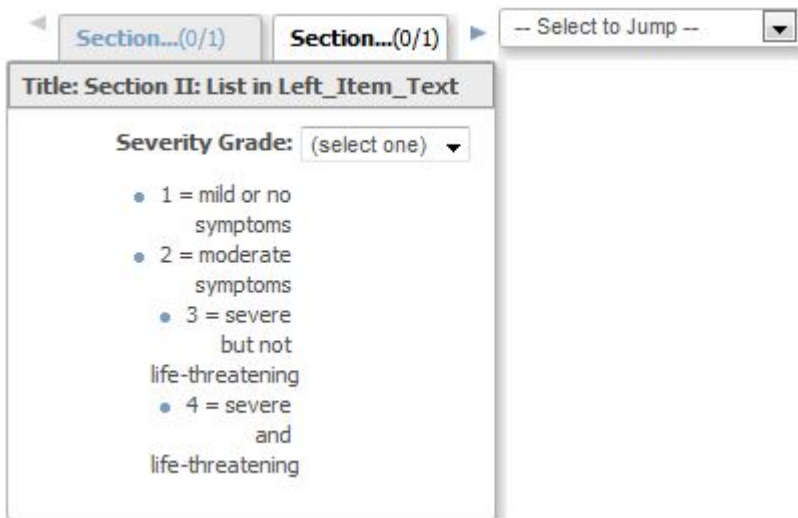 Section...(0/1) Section...(0/1) -- Select to Jump --
Title: Section II: List in Left_Item_Text
Severity Grade: (select one)
1 = mild or no
symptoms
2 = moderate
symptoms
3 = severe
but not
life-threatening
4 = severe
and
life-threatening